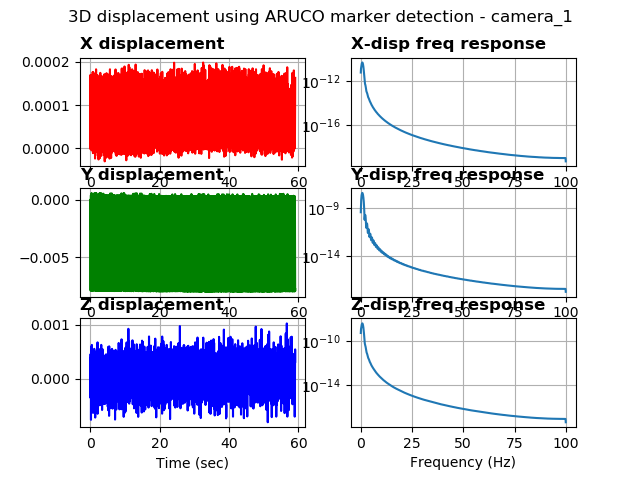 3D displacement using ARUCO marker detection - camera_1
X displacement
0.0002
0.0001
0.0000
0 20 40 60
X-disp freq response
10−12
10−16
0 25 50 75 100
Y displacement
0.000
−0.005
0 20 40 60
Y-disp freq response
10−9
10−14
0 25 50 75 100
Z displacement
0.001
0.000
0 20 40 60
Time (sec)
Z-disp freq response
10−10
10−14
0 25 50 75 100
Frequency (Hz)